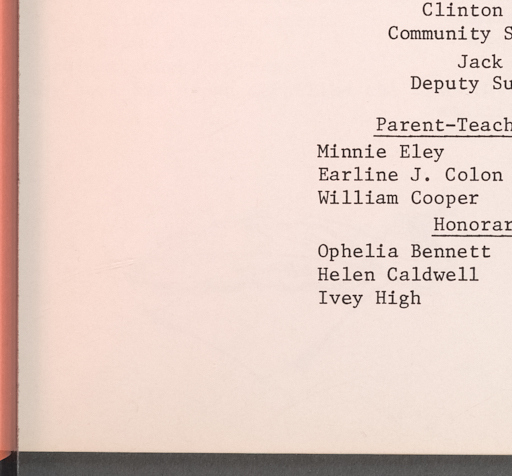 Clinton
Community S
Jack
Deputy Su
Parent-Teach
Minnie Eley
Earline J. Colon
William Cooper
Honorar
Ophelia Bennett
Helen Caldwell
Ivey High